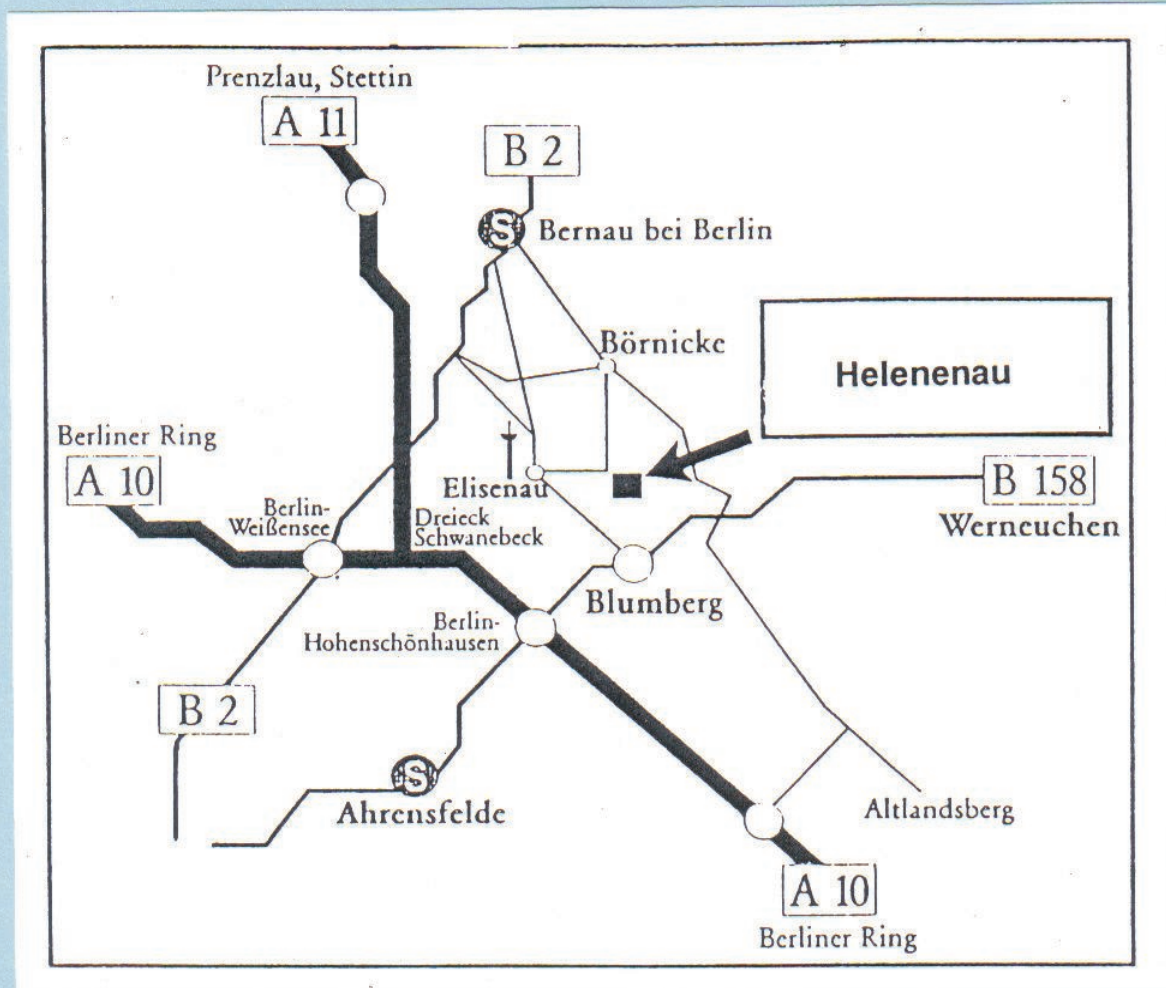 Prenzlau, Stettin
A 11
B 2
S
Bernau bei Berlin
Börnicke
Helenenau
Berliner Ring
A 10
Elisenau
B 158
Werneuchen
Berlin-
Weißensee
Dreieck
Schwanebeck
Blumberg
Berlin-
Hohenschönhausen
B 2
S
Ahrensfelde
Altlandsberg
A 10
Berliner Ring